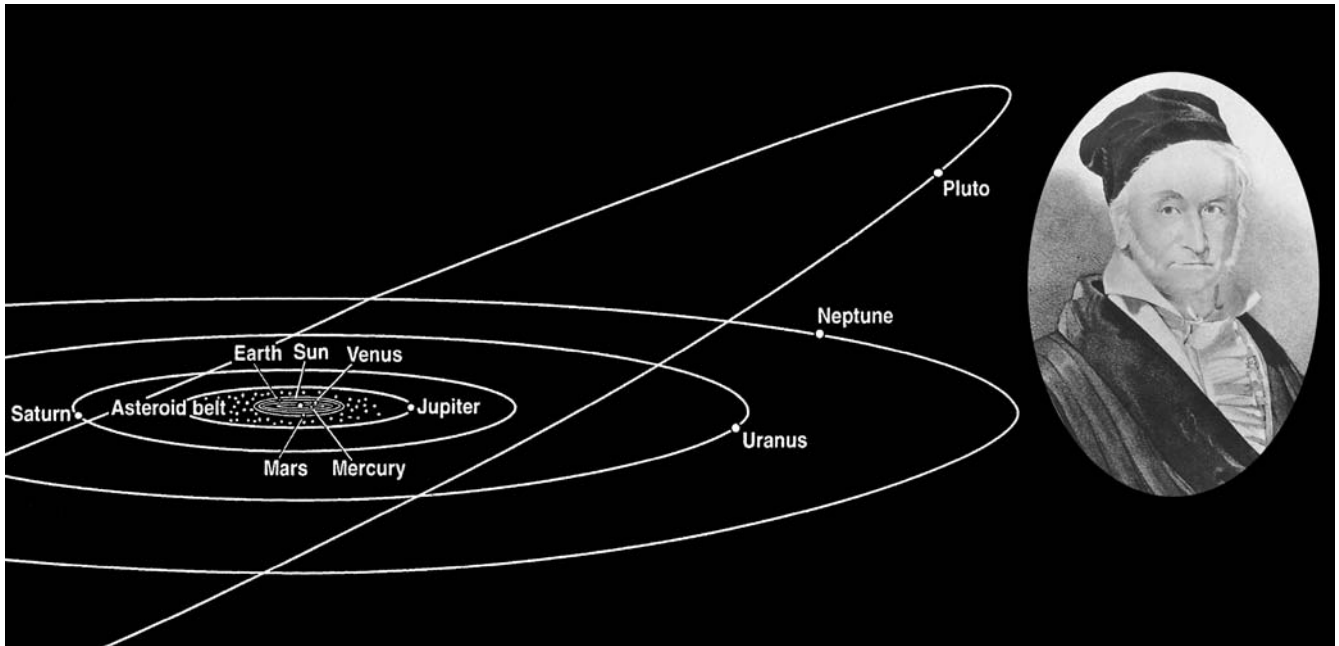 Pluto
Neptune
Earth Sun Venus
Saturn Asteroid belt Jupiter
Uranus
Mars Mercury